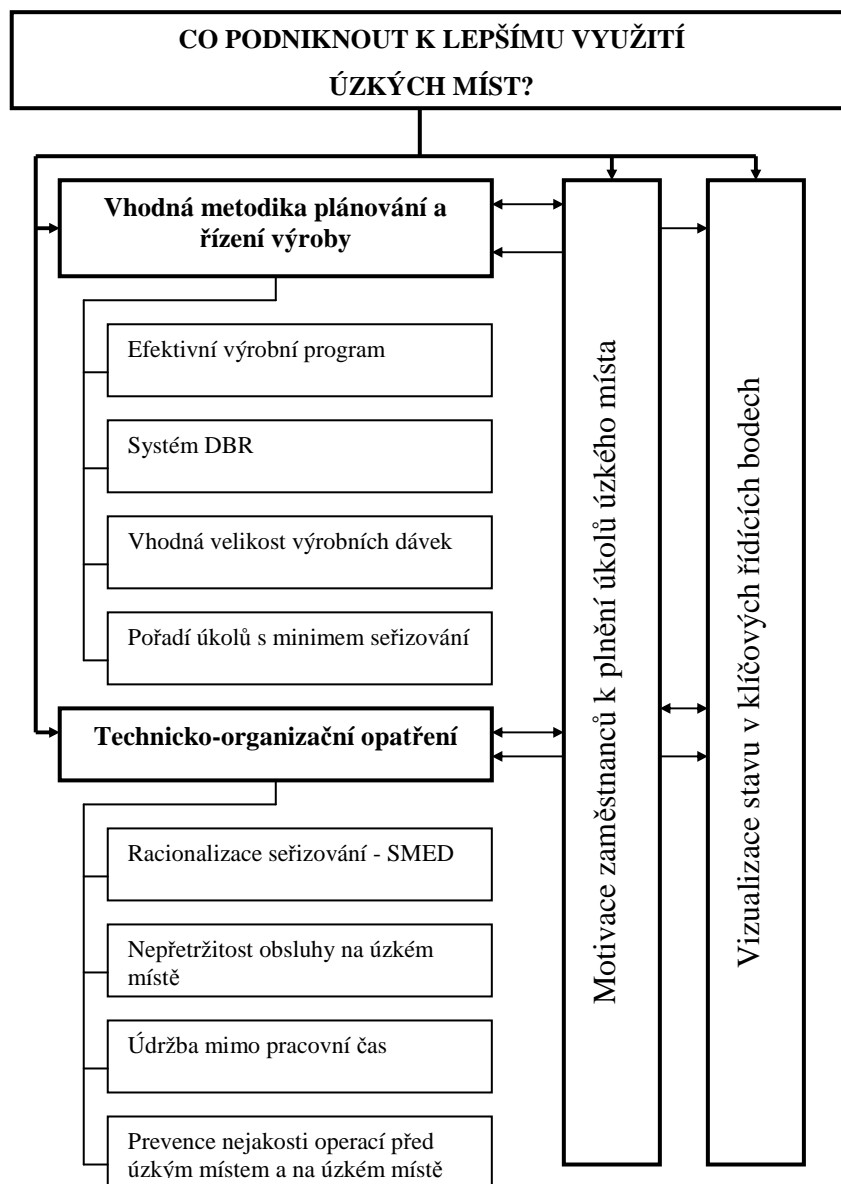 CO PODNIKNOUT K LEPŠÍMU VYUŽITÍ
ÚZKÝCH MÍST?
Vhodná metodika plánování a
řízení výroby
Efektivní výrobní program
Systém DBR
Vhodná velikost výrobních dávek
Pořadí úkolů s minimem seřizování
Technicko-organizační opatření
Racionalizace seřizování - SMED
Nepřetržitost obsluhy na úzkém
místě
Údržba mimo pracovní čas
Prevence nejakosti operací před
úzkým místem a na úzkém místě
Motivace zaměstnanců k plnění úkolů úzkého místa
Vizualizace stavu v klíčových řídících bodech